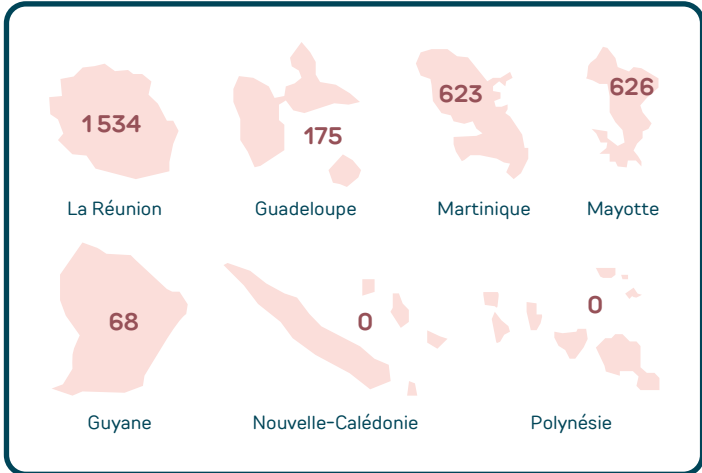 1 534
175
623
626
La Réunion
Guadeloupe
Martinique
Mayotte
68
0
0
Guyane
Nouvelle-Calédonie
Polynésie